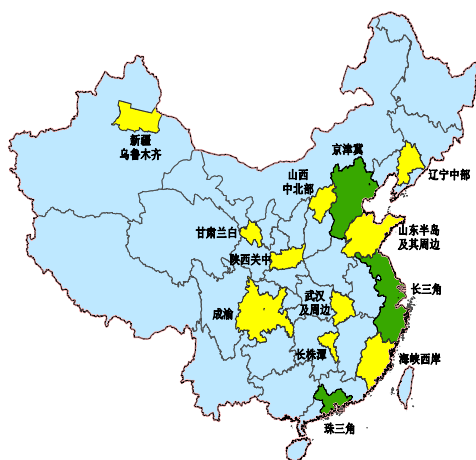 新疆
乌鲁木齐
京津冀
山西
中北部
辽宁中部
山东半岛
及其周边
甘肃兰白
陕西关中
长三角
成渝
武汉
及周边
长株潭
海峡西岸
珠三角